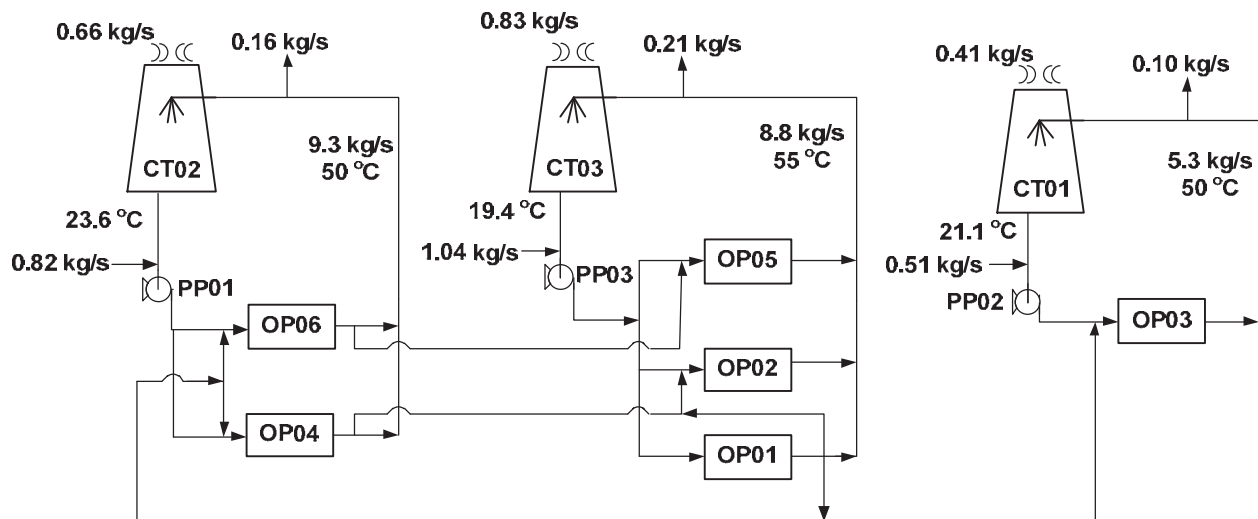 0.66 kg/s
0.16 kg/s
CT02
9.3 kg/s
50 °C
23.6 °C
0.82 kg/s
PP01
OP06
OP04
0.83 kg/s
0.21 kg/s
CT03
8.8 kg/s
55 °C
19.4 °C
1.04 kg/s
PP03
OP05
OP02
OP01
0.41 kg/s
0.10 kg/s
CT01
5.3 kg/s
50 °C
21.1 °C
0.51 kg/s
PP02
OP03